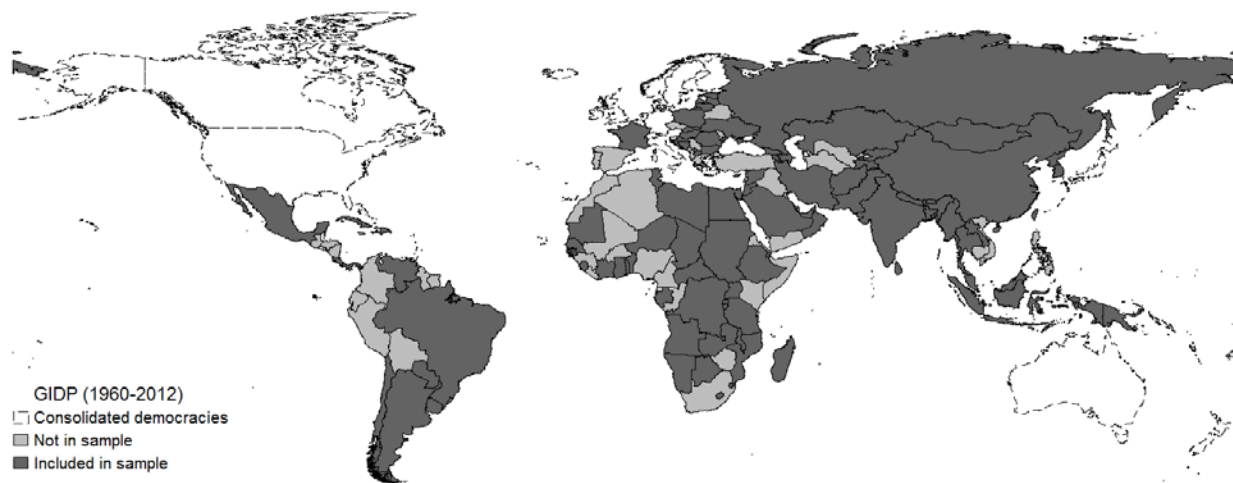 GIDP (1960-2012)
Consolidated democracies
Not in sample
Included in sample